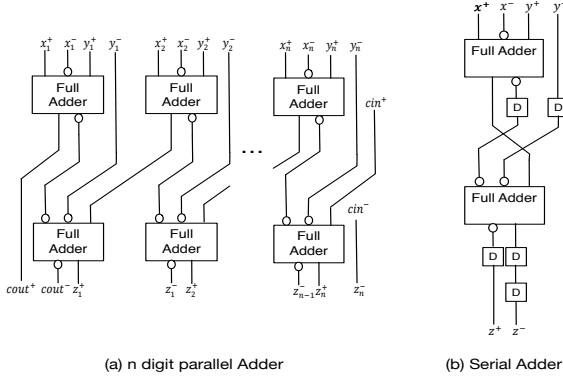 x₁⁺ x₁⁻ y₁⁺ y₁⁻ x₂⁺ x₂⁻ y₂⁺ y₂⁻ xₙ⁺ xₙ⁻ yₙ⁺ yₙ⁻
Full Adder
Full Adder
Full Adder
cin⁺
...
cin⁻
Full Adder
Full Adder
Full Adder
cout⁺ cout⁻ z₁⁺ z₁⁻ z₂⁺ zₙ₋₁⁻ zₙ⁺ zₙ⁻
(a) n digit parallel Adder
x⁺ x⁻ y⁺ y⁻
Full Adder
D D
Full Adder
D D
D
z⁺ z⁻
(b) Serial Adder